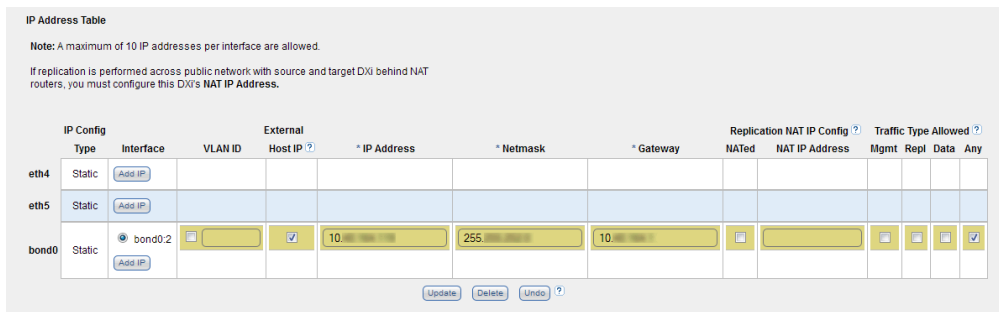 IP Address Table
Note: A maximum of 10 IP addresses per interface are allowed.
If replication is performed across public network with source and target DXi behind NAT
routers, you must configure this DXi's NAT IP Address.
IP Config External Replication NAT IP Config ? Traffic Type Allowed ?
Type Interface VLAN ID Host IP ? * IP Address * Netmask * Gateway NATed NAT IP Address Mgmt Repl Data Any
eth4 Static Add IP
eth5 Static Add IP
bond0 Static bond0:2 10. 255. 10.
Add IP
Update Delete Undo ?